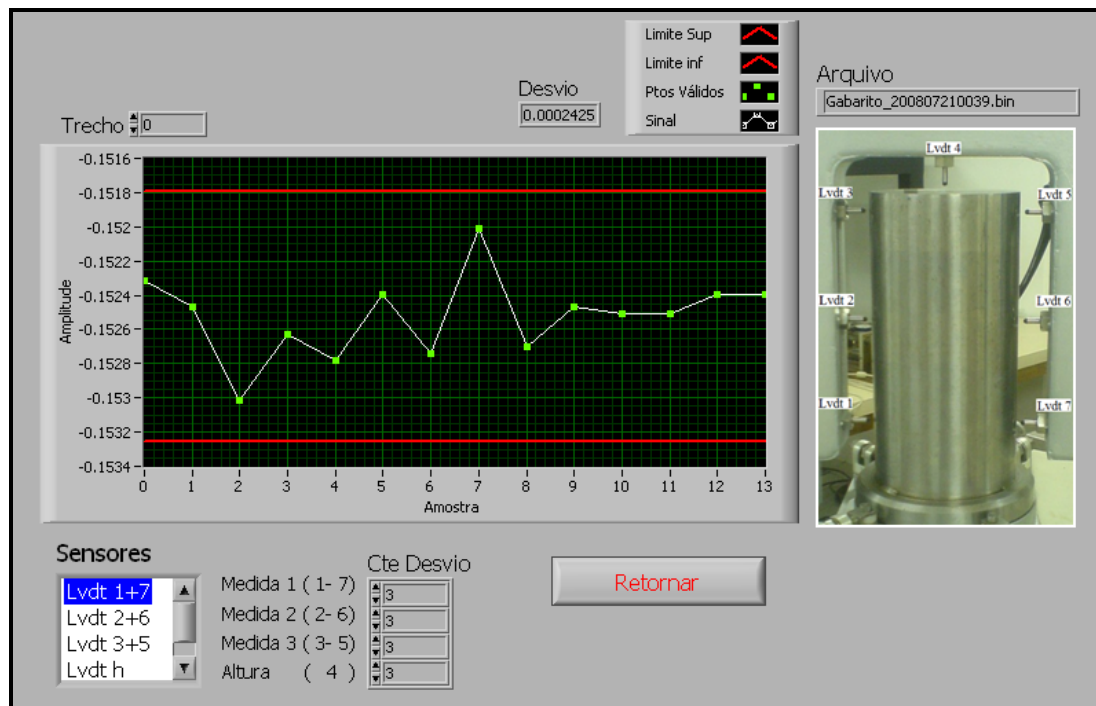 Limite Sup
Limite inf
Ptos Válidos
Sinal
Desvio
0.0002425
Arquivo
Gabarito_200807210039.bin
Trecho 0
-0.1516
-0.1518
-0.152
-0.1522
-0.1524
-0.1526
-0.1528
-0.153
-0.1532
-0.1534
Amplitude
0 1 2 3 4 5 6 7 8 9 10 11 12 13
Amostra
Lvdt 4
Lvdt 3
Lvdt 5
Lvdt 2
Lvdt 6
Lvdt 1
Lvdt 7
Sensores
Lvdt 1+7
Lvdt 2+6
Lvdt 3+5
Lvdt h
Cte Desvio
Medida 1 ( 1- 7) 3
Medida 2 ( 2- 6) 3
Medida 3 ( 3- 5) 3
Altura ( 4 ) 3
Retornar